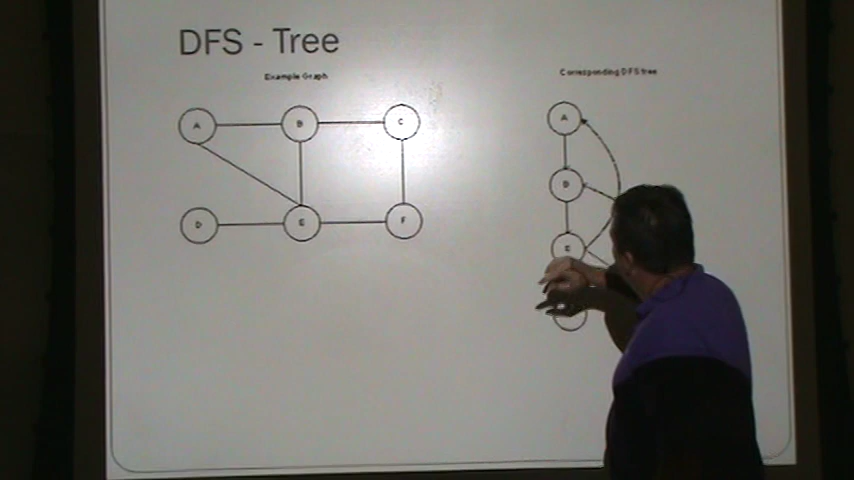 DFS - Tree
Example Graph
Corresponding DFS tree
A
B
C
A
D
E
F
E